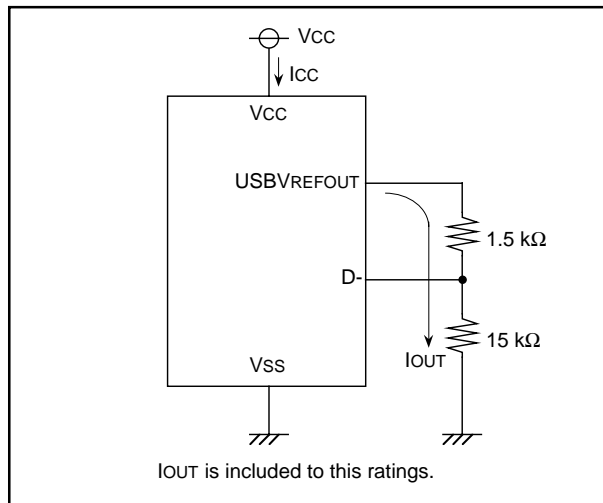 VCC
ICC
VCC
USBVREFOUT
1.5 kΩ
D-
15 kΩ
IOUT
VSS
IOUT is included to this ratings.